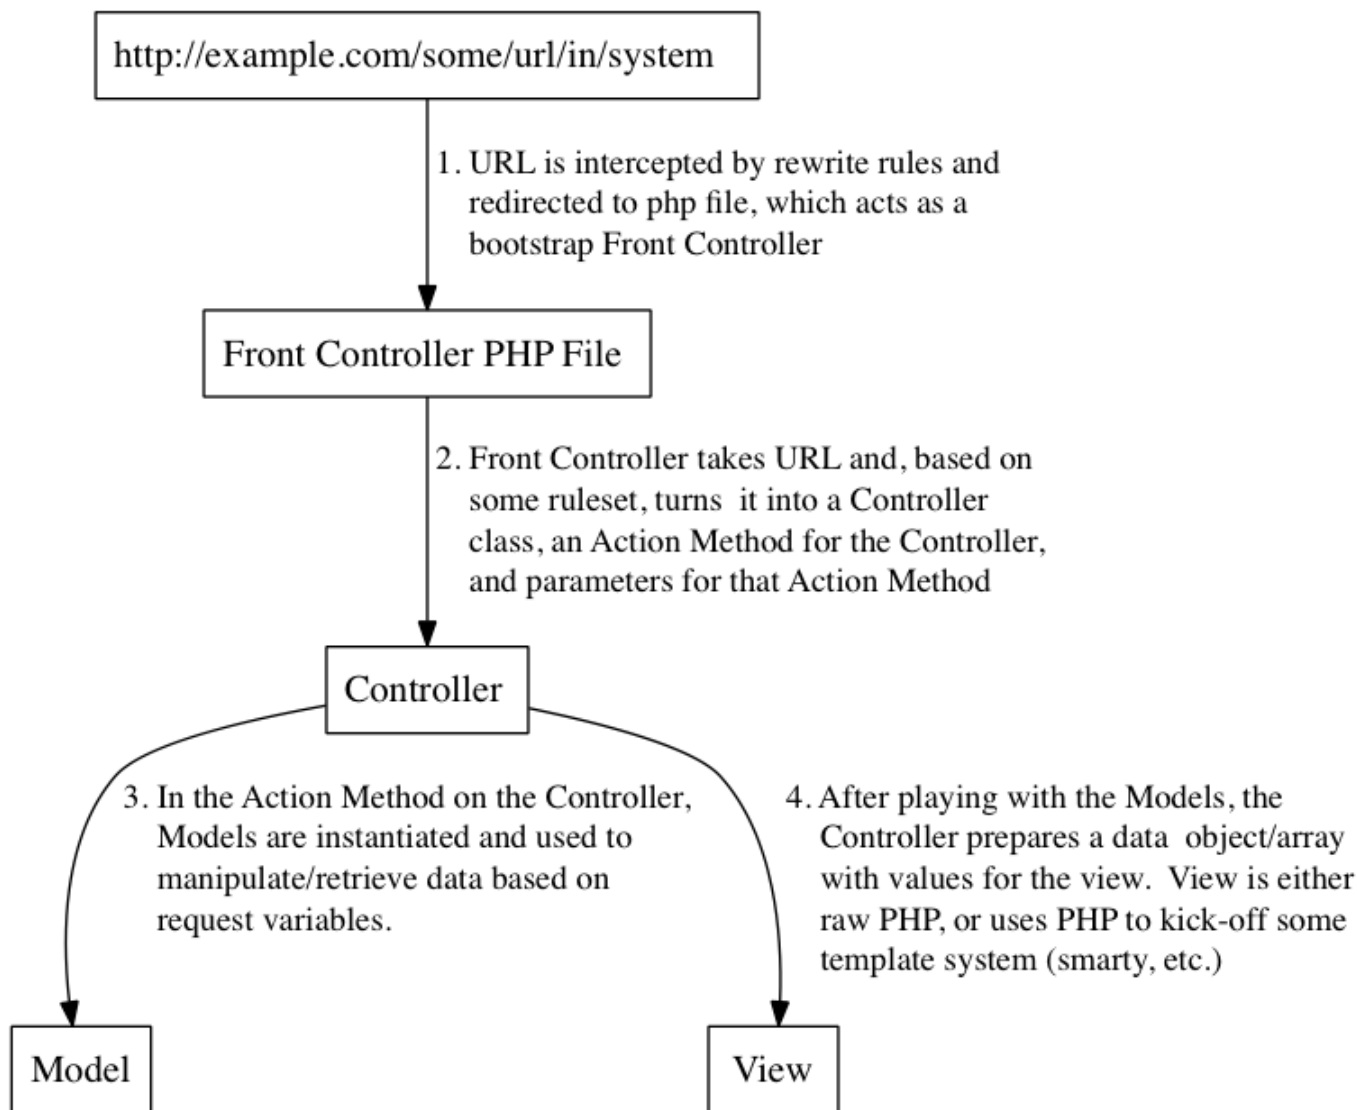 http://example.com/some/url/in/system
1. URL is intercepted by rewrite rules and
redirected to php file, which acts as a
bootstrap Front Controller
Front Controller PHP File
2. Front Controller takes URL and, based on
some ruleset, turns  it into a Controller
class, an Action Method for the Controller,
and parameters for that Action Method
Controller
3. In the Action Method on the Controller,
Models are instantiated and used to
manipulate/retrieve data based on
request variables.
4. After playing with the Models, the
Controller prepares a data  object/array
with values for the view.  View is either
raw PHP, or uses PHP to kick-off some
template system (smarty, etc.)
Model
View